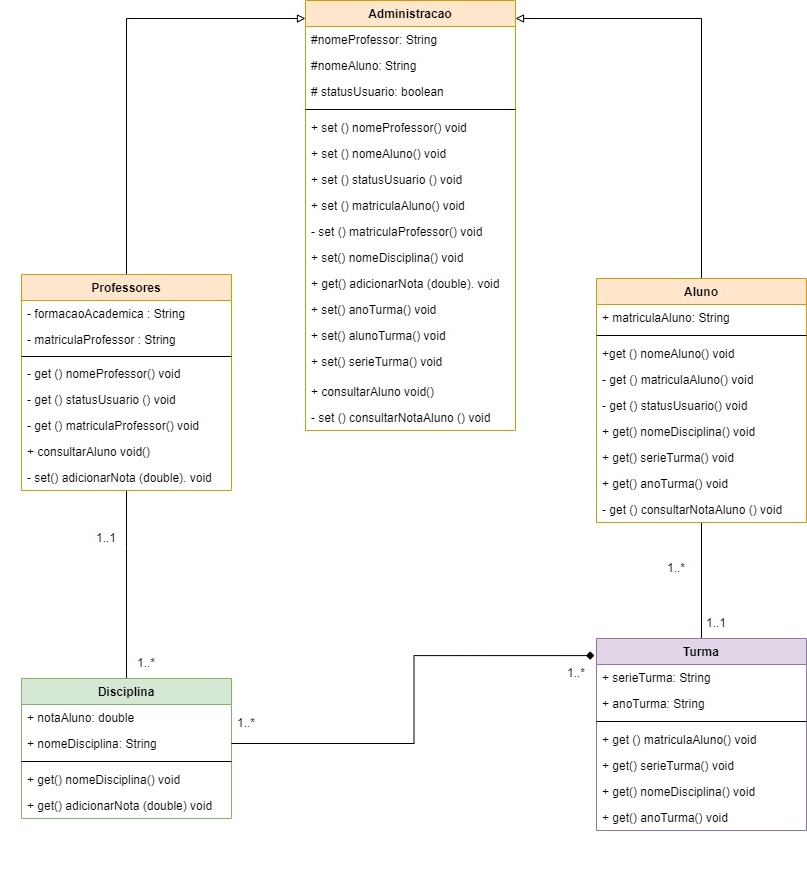 Administracao
#nomeProfessor: String
#nomeAluno: String
# statusUsuario: boolean
+ set () nomeProfessor() void
+ set () nomeAluno() void
+ set () statusUsuario () void
+ set () matriculaAluno() void
- set () matriculaProfessor() void
+ set() nomeDisciplina() void
+ get() adicionarNota (double). void
+ set() anoTurma() void
+ set() alunoTurma() void
+ set() serieTurma() void
+ consultarAluno void()
- set () consultarNotaAluno () void
Professores
- formacaoAcademica : String
- matriculaProfessor : String
- get () nomeProfessor() void
- get () statusUsuario () void
- get () matriculaProfessor() void
+ consultarAluno void()
- set() adicionarNota (double). void
Aluno
+ matriculaAluno: String
+get () nomeAluno() void
- get () matriculaAluno() void
- get () statusUsuario() void
+ get() nomeDisciplina() void
+ get() serieTurma() void
+ get() anoTurma() void
- get () consultarNotaAluno () void
1..1
1..*
1..*
1..1
1..*
1..*
Disciplina
+ notaAluno: double
+ nomeDisciplina: String
+ get() nomeDisciplina() void
+ get() adicionarNota (double) void
Turma
+ serieTurma: String
+ anoTurma: String
+ get () matriculaAluno() void
+ get() serieTurma() void
+ get() nomeDisciplina() void
+ get() anoTurma() void